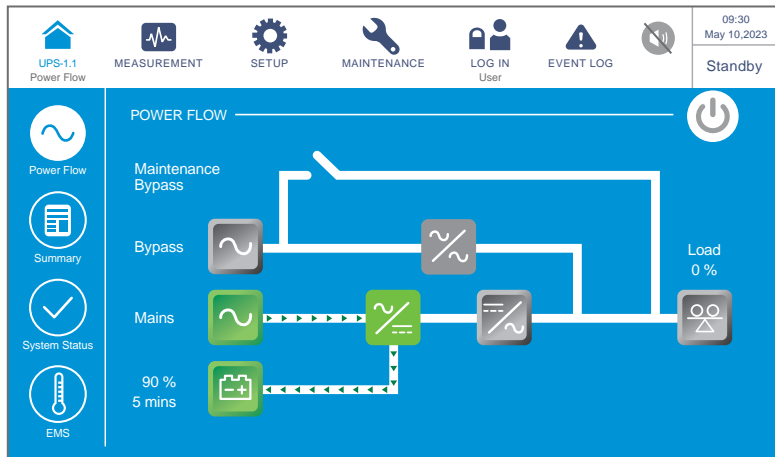 UPS-1.1
Power Flow
MEASUREMENT
SETUP
MAINTENANCE
LOG IN
User
EVENT LOG
09:30
May 10,2023
Standby
Power Flow
Summary
System Status
EMS
POWER FLOW
Maintenance
Bypass
Bypass
Load
0 %
Mains
90 %
5 mins